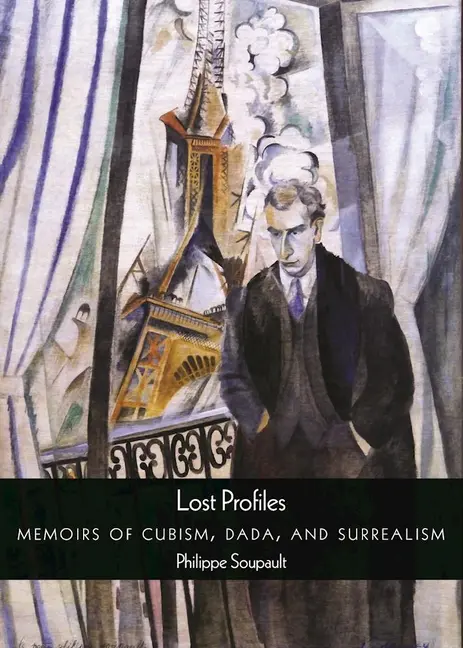 Lost Profiles
MEMOIRS OF CUBISM, DADA, AND SURREALISM
Philippe Soupault